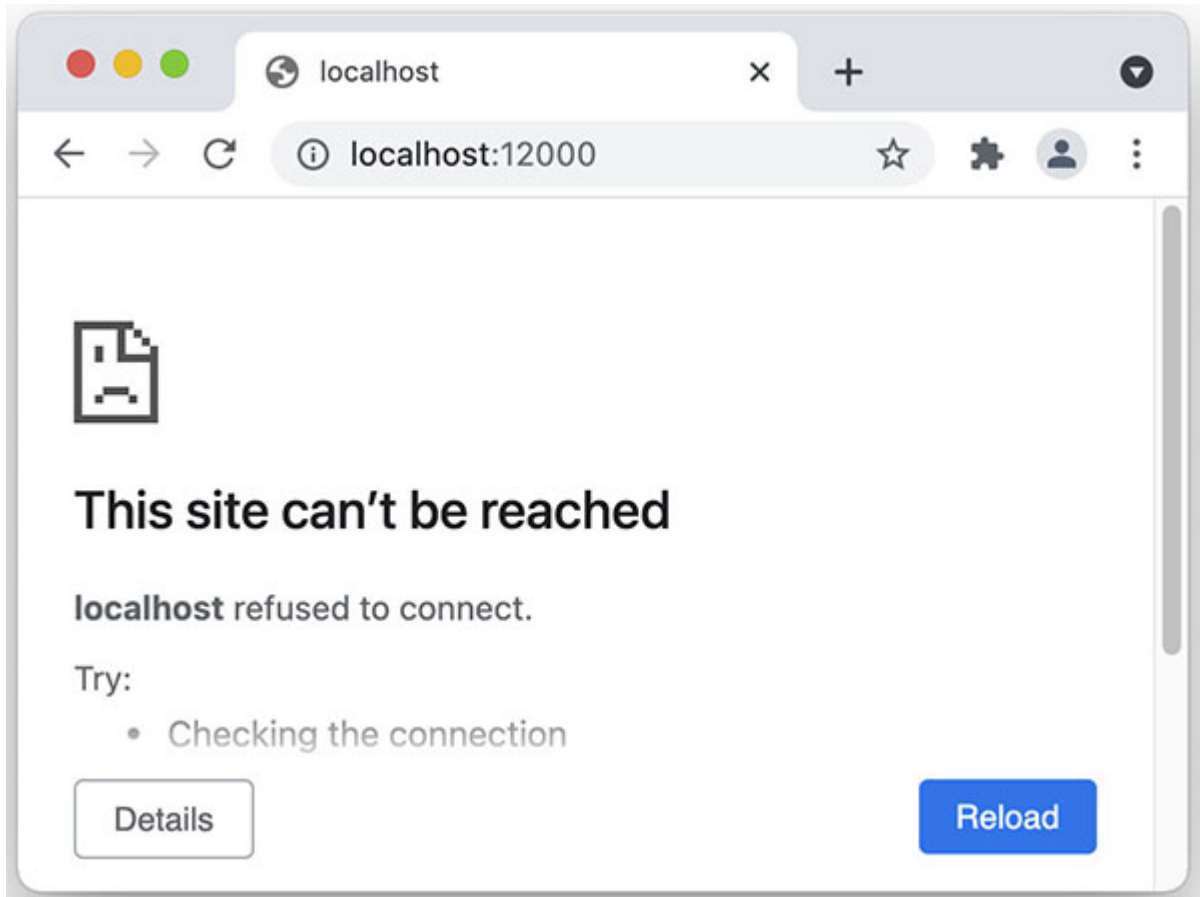 localhost
localhost:12000
This site can’t be reached
localhost refused to connect.
Try:
• Checking the connection
Details
Reload